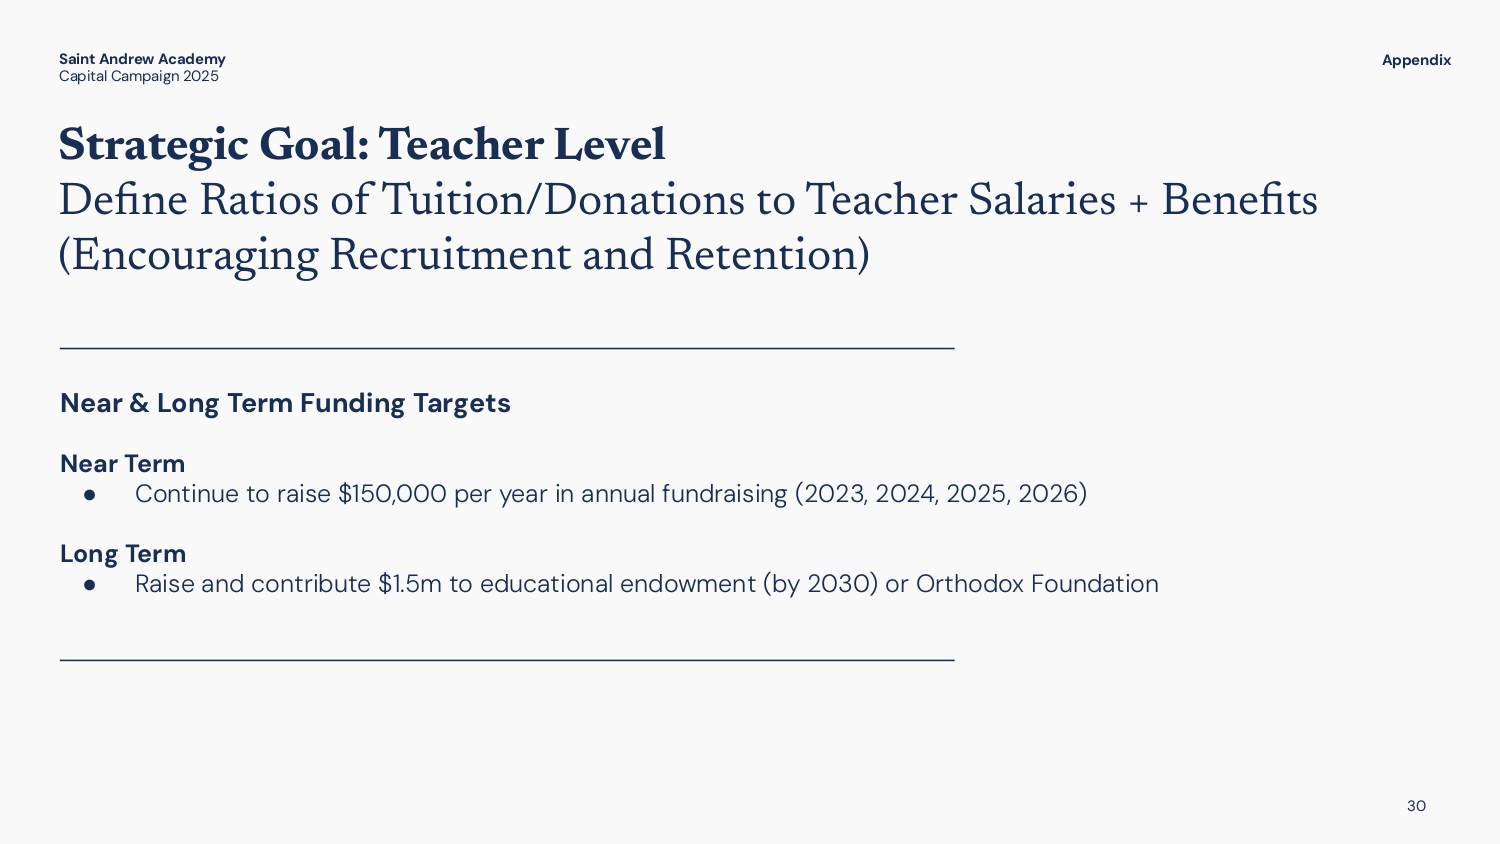 Saint Andrew Academy
Capital Campaign 2025
Appendix
Strategic Goal: Teacher Level
Define Ratios of Tuition/Donations to Teacher Salaries + Benefits
(Encouraging Recruitment and Retention)
Near & Long Term Funding Targets
Near Term
● Continue to raise $150,000 per year in annual fundraising (2023, 2024, 2025, 2026)
Long Term
● Raise and contribute $1.5m to educational endowment (by 2030) or Orthodox Foundation
30